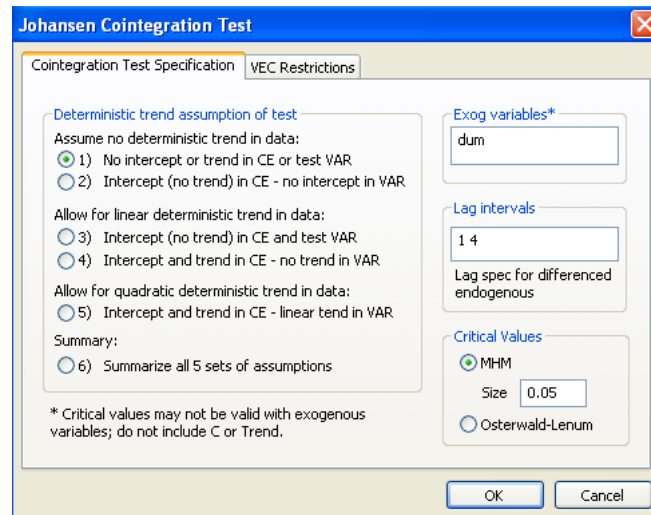 Johansen Cointegration Test
Cointegration Test Specification
VEC Restrictions
Deterministic trend assumption of test
Assume no deterministic trend in data:
1) No intercept or trend in CE or test VAR
2) Intercept (no trend) in CE - no intercept in VAR
Allow for linear deterministic trend in data:
3) Intercept (no trend) in CE and test VAR
4) Intercept and trend in CE - no trend in VAR
Allow for quadratic deterministic trend in data:
5) Intercept and trend in CE - linear tend in VAR
Summary:
6) Summarize all 5 sets of assumptions
* Critical values may not be valid with exogenous
variables; do not include C or Trend.
Exog variables*
dum
Lag intervals
1 4
Lag spec for differenced
endogenous
Critical Values
MHM
Size 0.05
Osterwald-Lenum
OK
Cancel